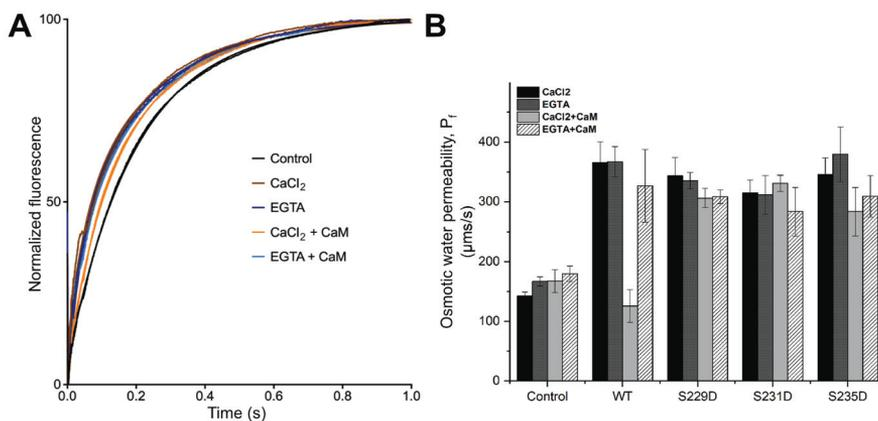 A
B
100
50
0
Normalized fluorescence
Control
CaCl₂
EGTA
CaCl₂ + CaM
EGTA + CaM
0.0 0.2 0.4 0.6 0.8 1.0
Time (s)
CaCl2
EGTA
CaCl2+CaM
EGTA+CaM
Osmotic water permeability, P_f
(µms/s)
400
300
200
100
0
Control WT S229D S231D S235D